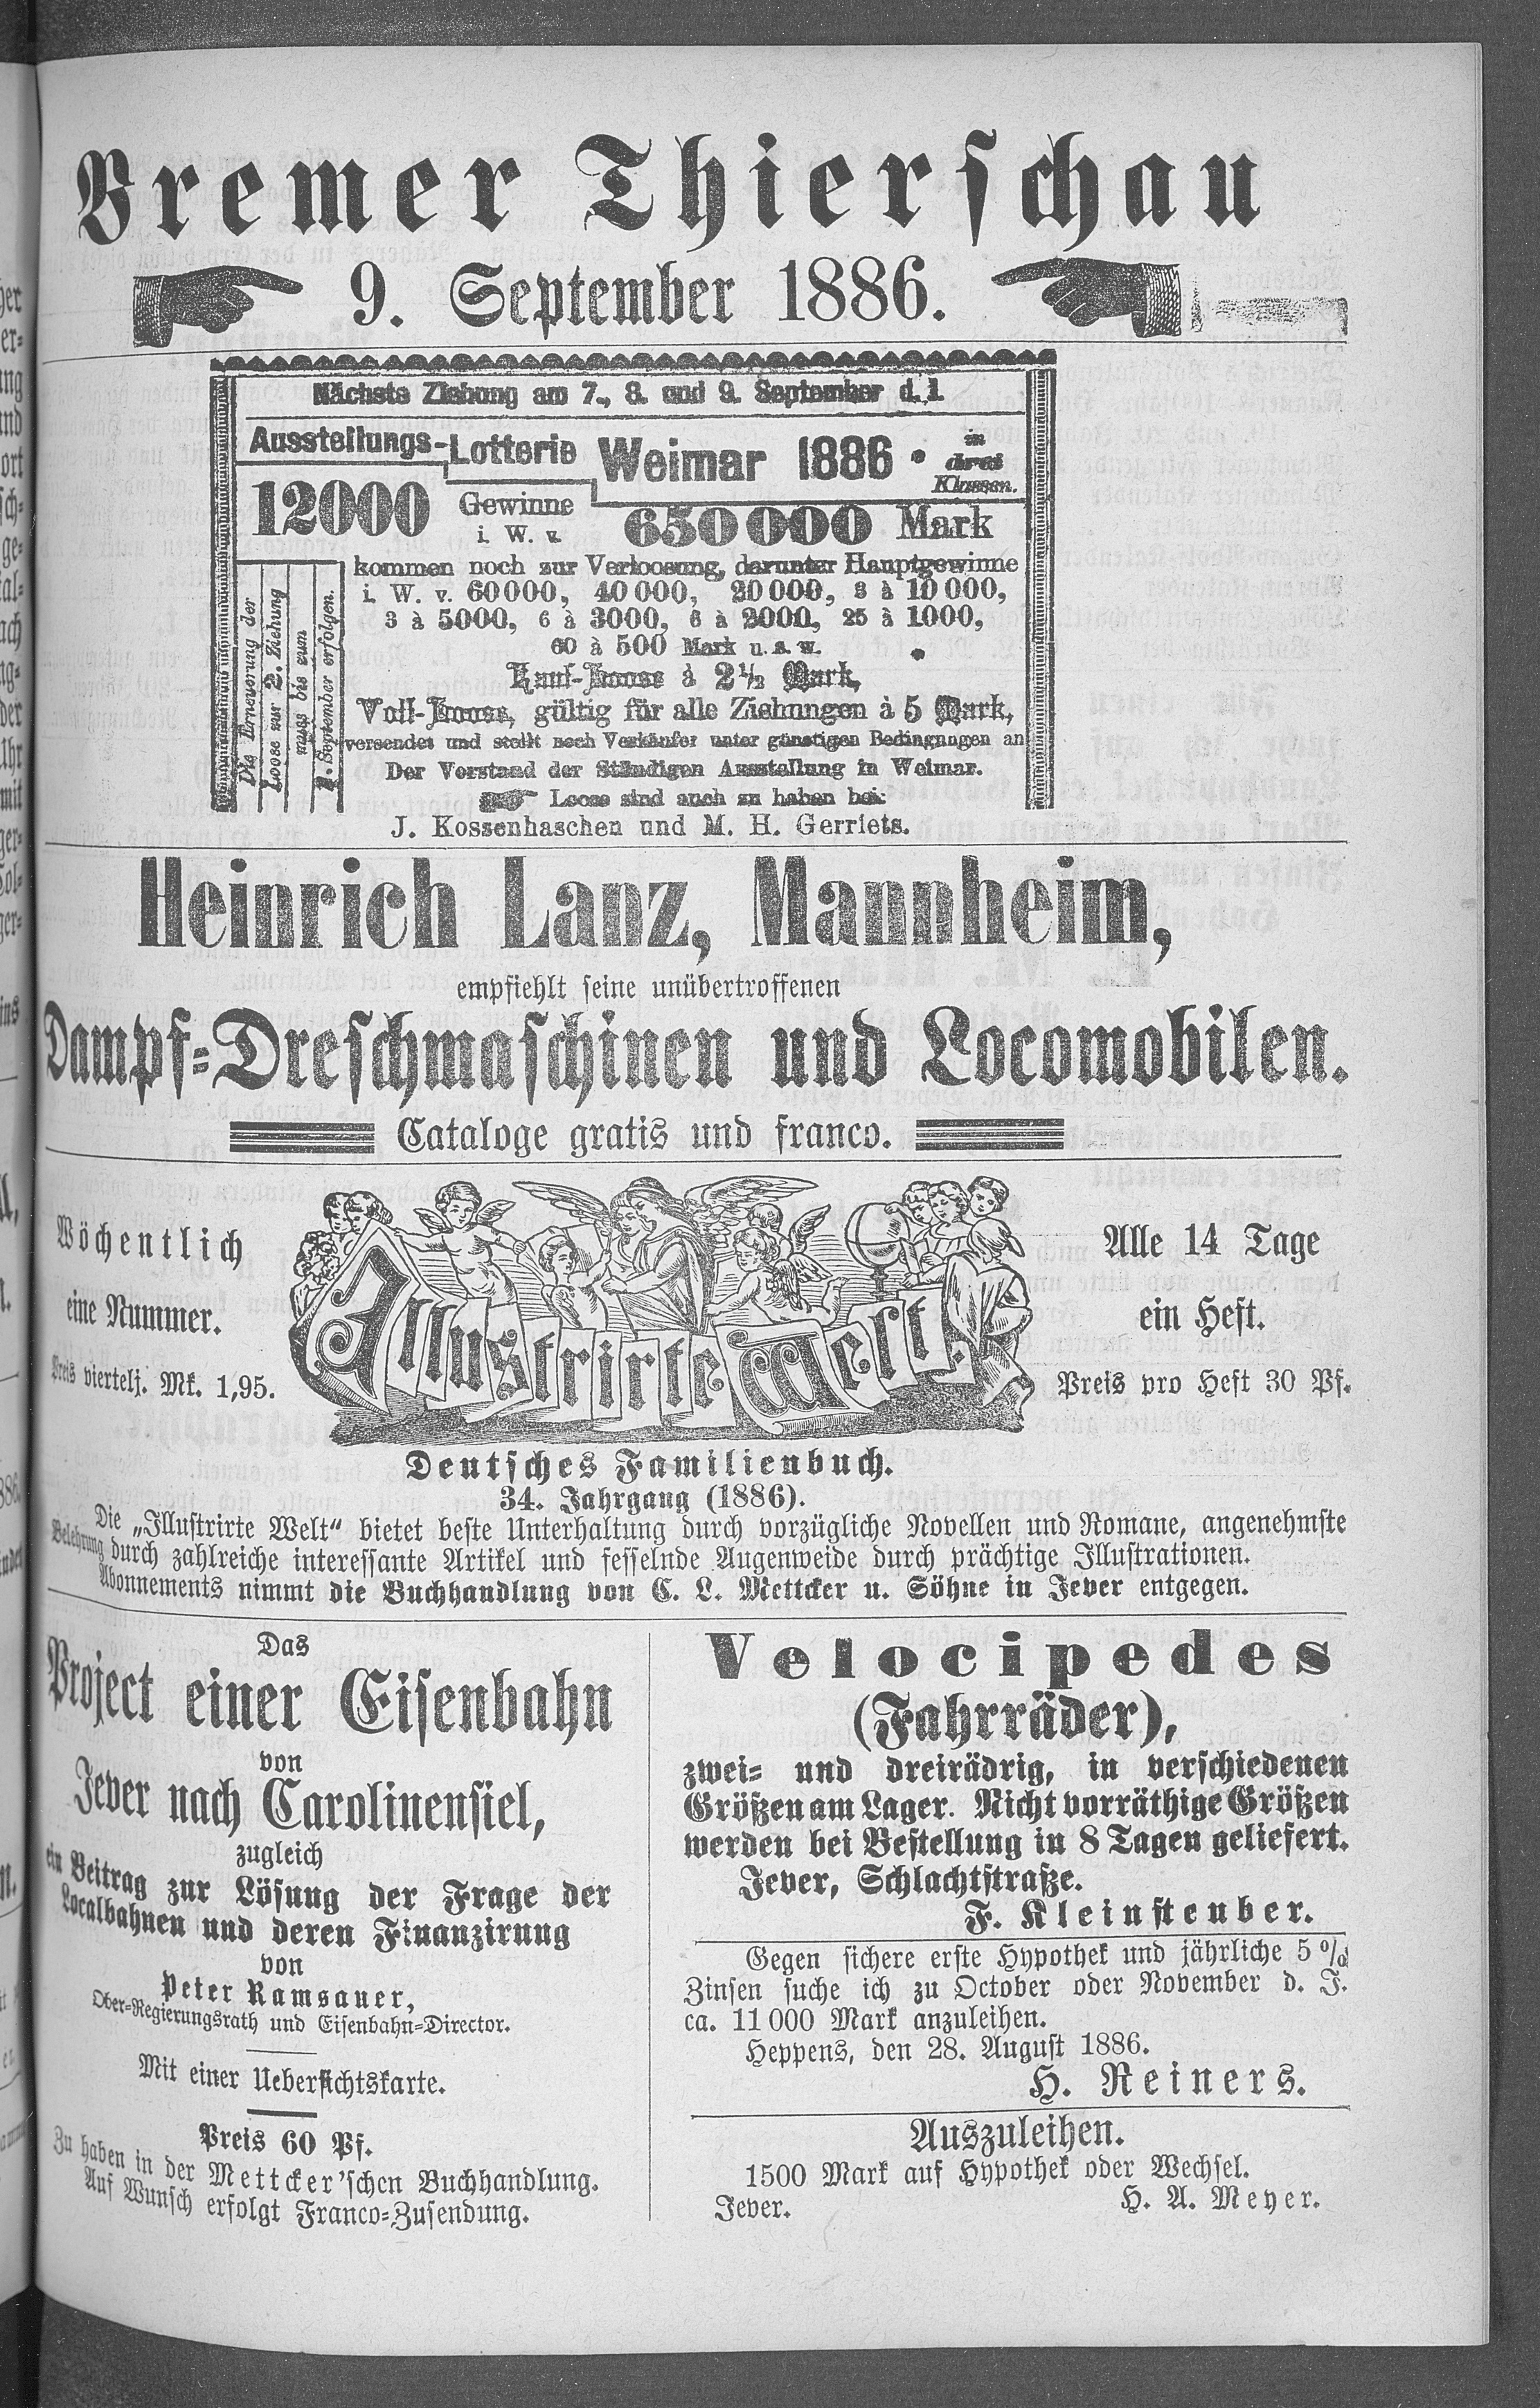 Bremer Thierschau
9. September 1886.
Nächste Ziehung am 7., 8. und 9. September d. J.
Ausstellungs-Lotterie Weimar 1886 • in drei Klassen.
12000 Gewinne i. W. v. 650000 Mark
kommen noch zur Verloosung, darunter Hauptgewinne
i. W. v. 60000, 40000, 20000, 3 à 10000,
3 à 5000, 6 à 3000, 6 à 2000, 25 à 1000,
60 à 500 Mark u. s. w.
Kauf-Loose à 2½ Mark,
Voll-Loose, gültig für alle Ziehungen à 5 Mark,
versendet und stellt noch Verkäufer unter günstigen Bedingungen an
Der Vorstand der Ständigen Ausstellung in Weimar.
Loose sind auch zu haben bei:
J. Kossenhaschen und M. H. Gerriets.
Die Erneuerung der
Loose zur 2. Ziehung
muss bis zum
1. September erfolgen.
Heinrich Lanz, Mannheim,
empfiehlt seine unübertroffenen
Dampf-Dreschmaschinen und Locomobilen.
Cataloge gratis und franco.
Wöchentlich
eine Nummer.
Preis viertelj. Mk. 1,95.
Illustrirte Welt.
Alle 14 Tage
ein Heft.
Preis pro Heft 30 Pf.
Deutsches Familienbuch.
34. Jahrgang (1886).
Die „Illustrirte Welt“ bietet beste Unterhaltung durch vorzügliche Novellen und Romane, angenehmste
Belehrung durch zahlreiche interessante Artikel und fesselnde Augenweide durch prächtige Illustrationen.
Abonnements nimmt die Buchhandlung von C. L. Mettcker u. Söhne in Jever entgegen.
Das
Project einer Eisenbahn
von
Jever nach Carolinensiel,
zugleich
ein Beitrag zur Lösung der Frage der
Localbahnen und deren Finanzirung
von
Peter Ramsauer,
Ober-Regierungsrath und Eisenbahn-Director.
Mit einer Uebersichtskarte.
Preis 60 Pf.
Zu haben in der Mettcker'schen Buchhandlung.
Auf Wunsch erfolgt Franco-Zusendung.
Velocipedes
(Fahrräder),
zwei- und dreirädrig, in verschiedenen
Größen am Lager. Nicht vorräthige Größen
werden bei Bestellung in 8 Tagen geliefert.
Jever, Schlachtstraße.
F. Kleinsteuber.
Gegen sichere erste Hypothek und jährliche 5 %
Zinsen suche ich zu October oder November d. J.
ca. 11000 Mark anzuleihen.
Heppens, den 28. August 1886.
H. Reiners.
Auszuleihen.
1500 Mark auf Hypothek oder Wechsel.
Jever. H. A. Meyer.